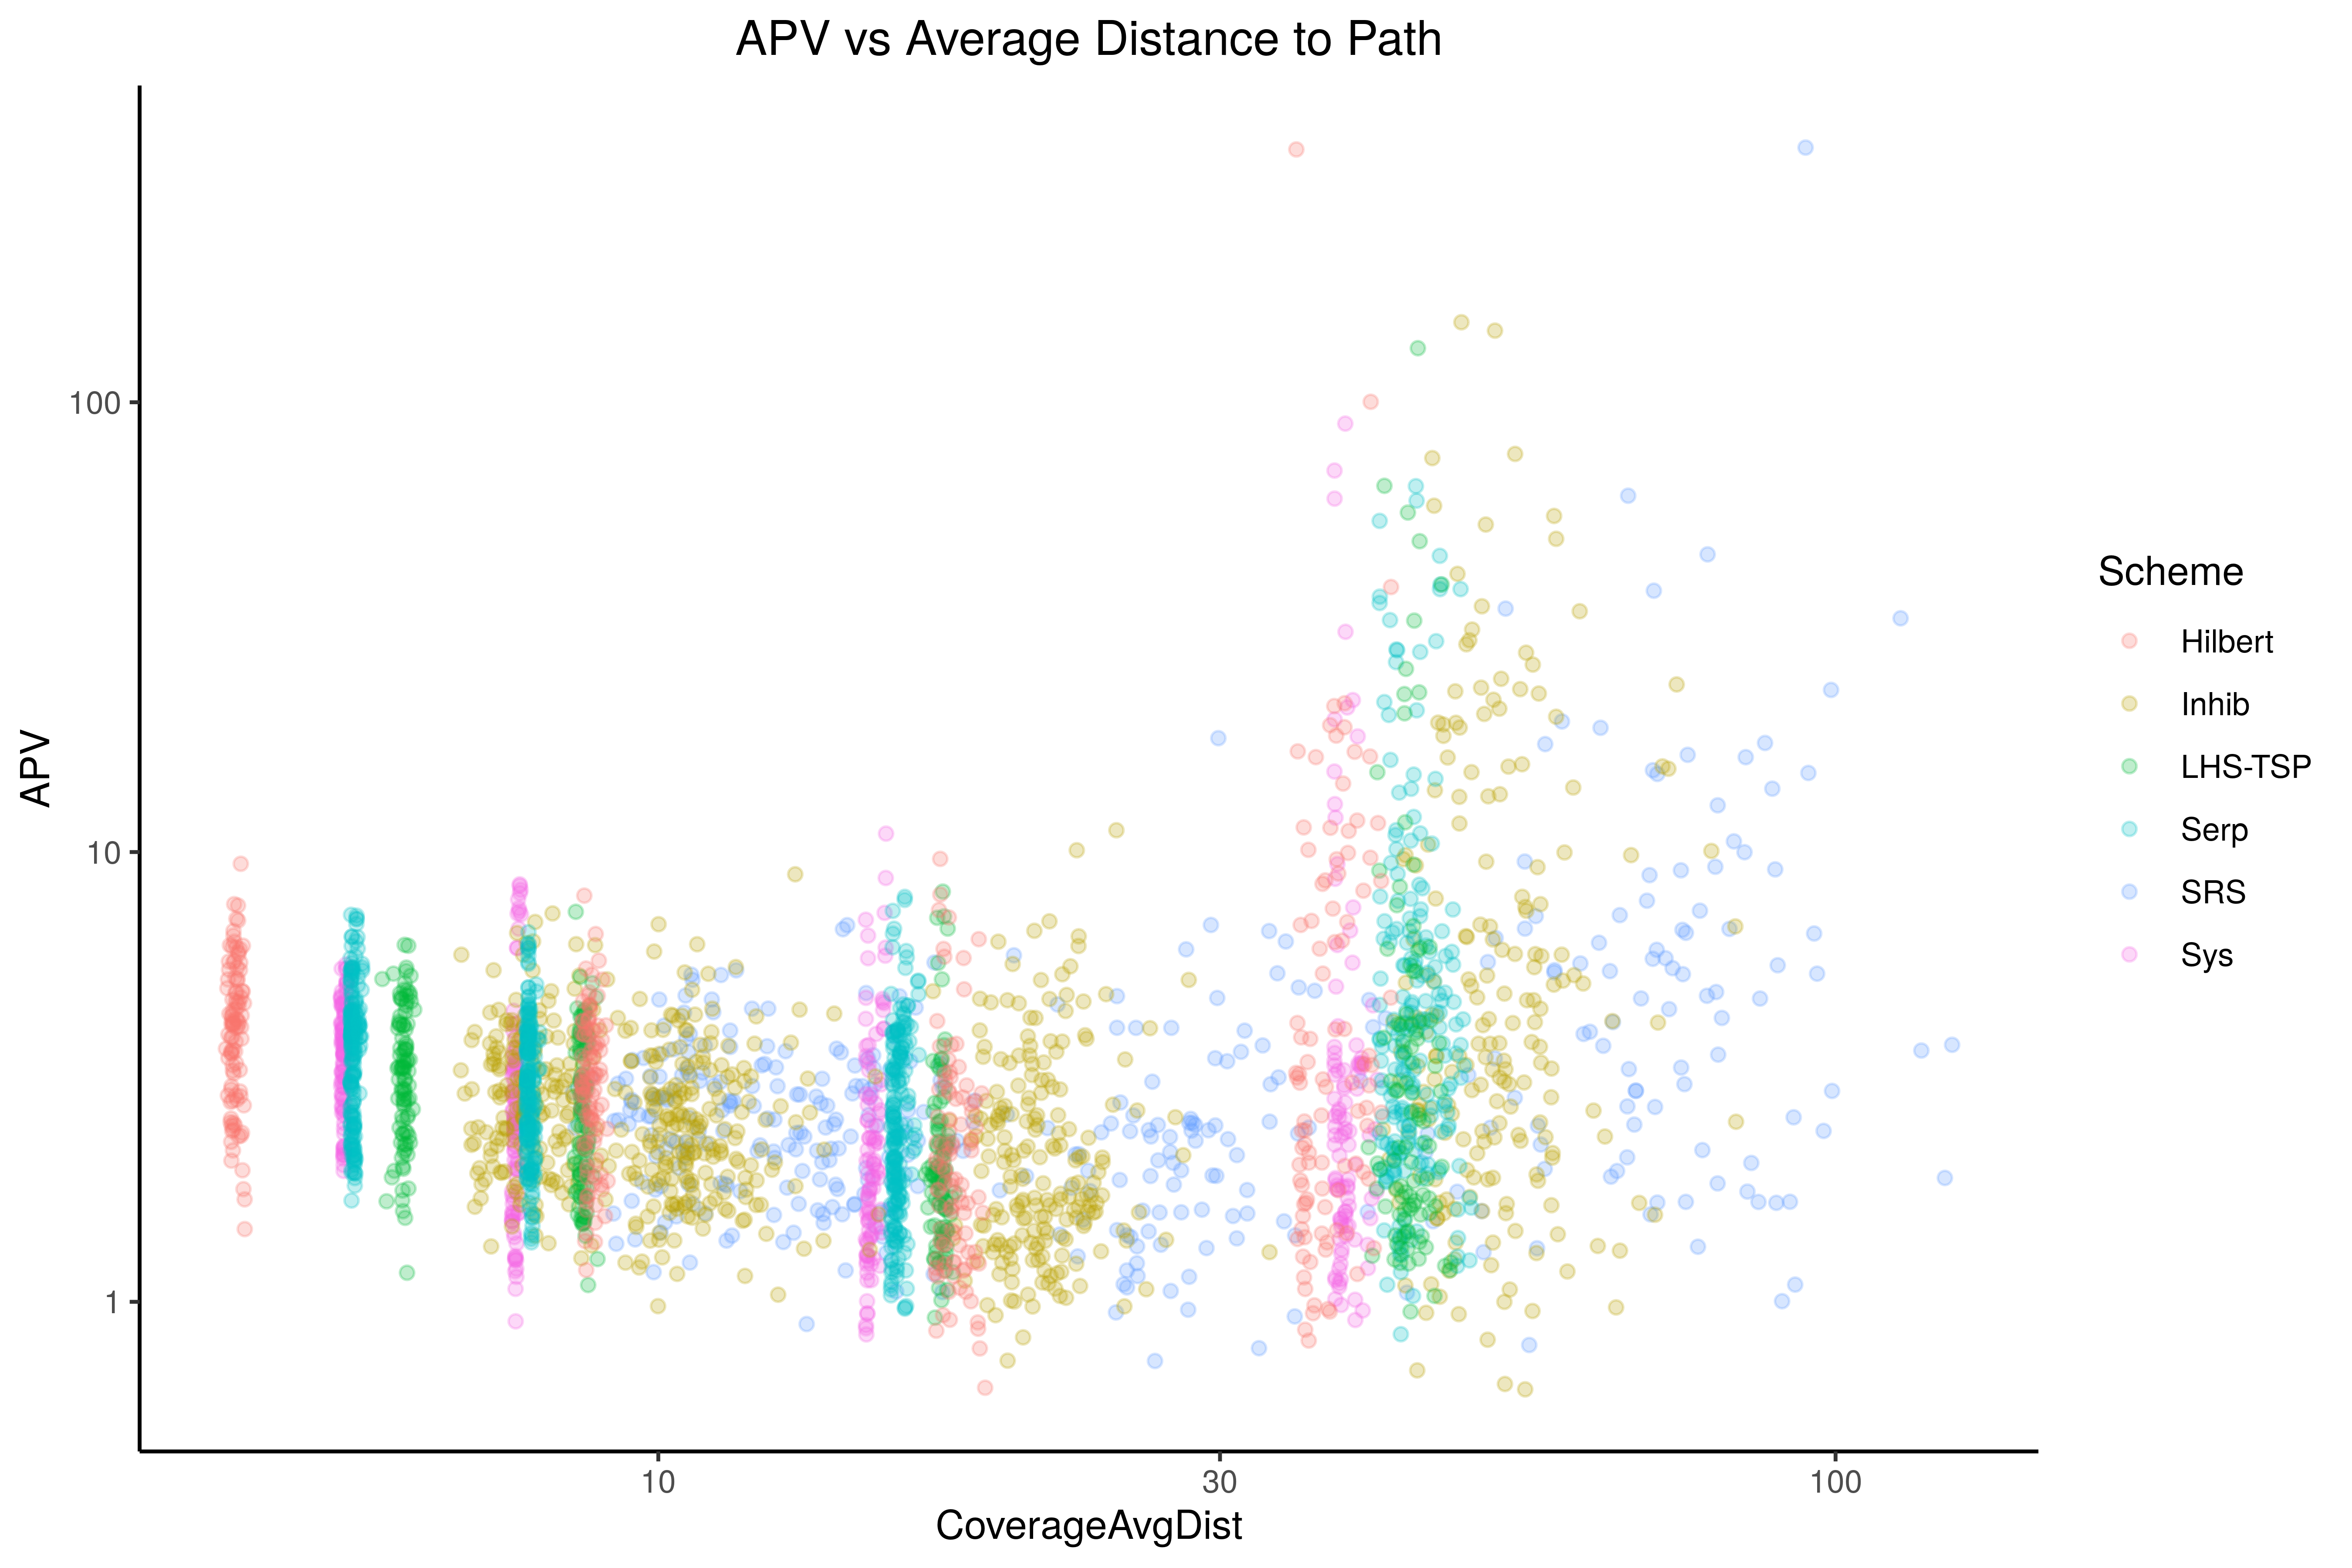 APV vs Average Distance to Path
APV
100
10
1
10
30
100
CoverageAvgDist
Scheme
Hilbert
Inhib
LHS-TSP
Serp
SRS
Sys